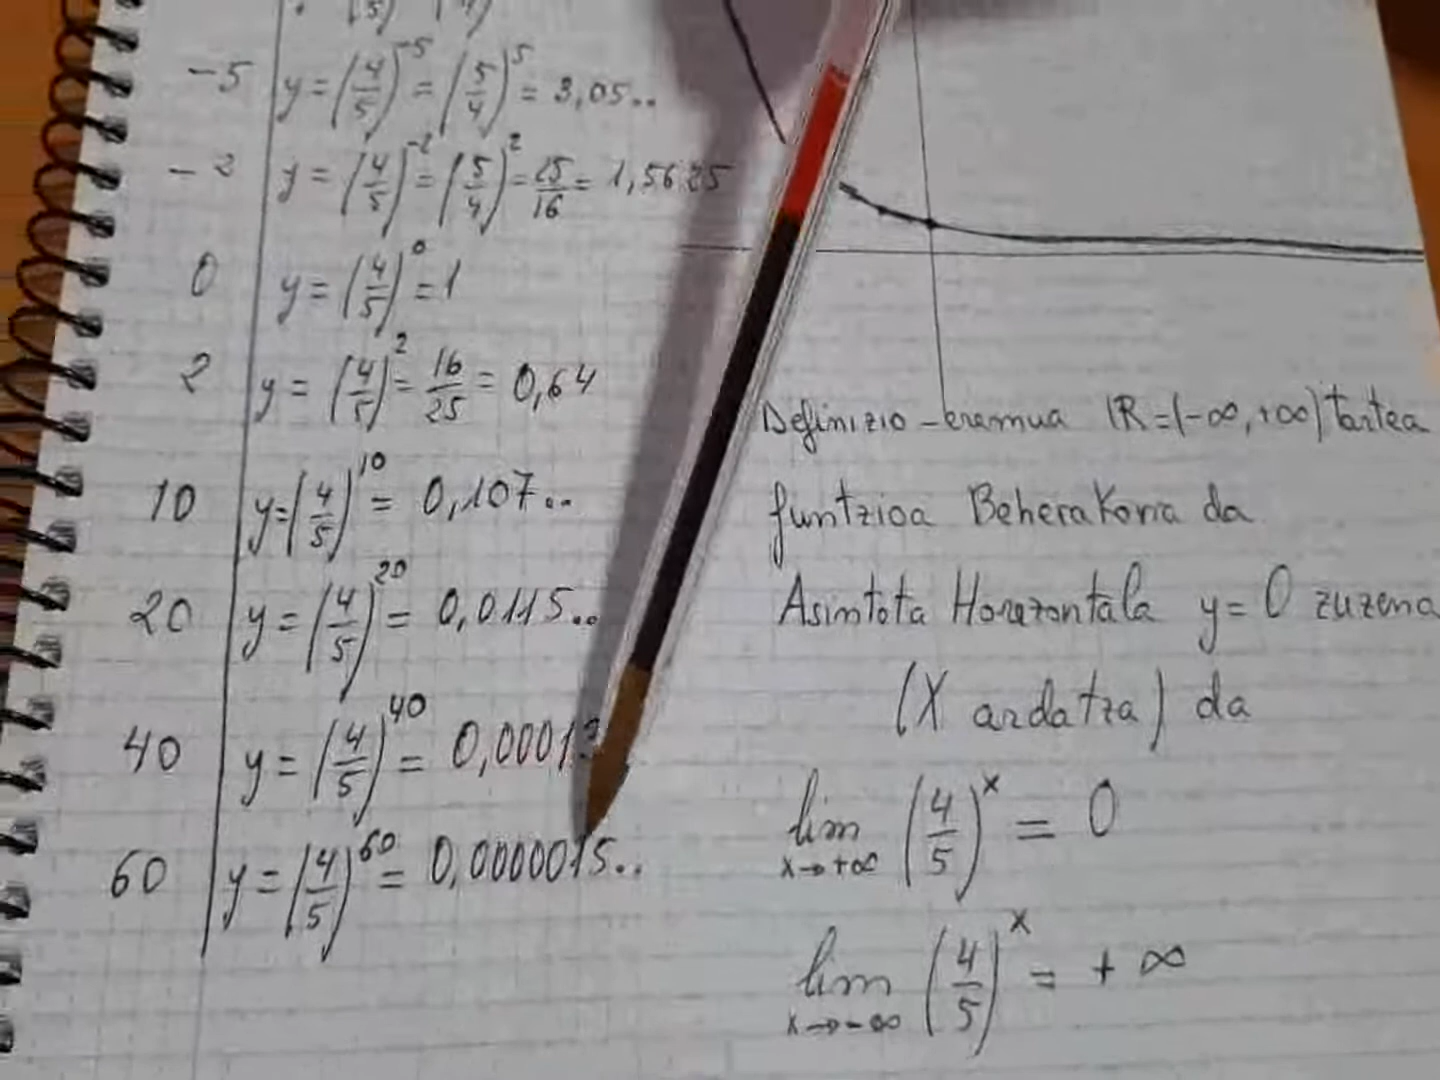 -5 y = (4/5)^-5 = (5/4)^5 = 3,05..
-2 y = (4/5)^-2 = (5/4)^2 = 25/16 = 1,5625
0 y = (4/5)^0 = 1
2 y = (4/5)^2 = 16/25 = 0,64
10 y = (4/5)^10 = 0,107..
20 y = (4/5)^20 = 0,0115..
40 y = (4/5)^40 = 0,0001
60 y = (4/5)^60 = 0,0000015..
Definizio-eremua ℝ = (-∞, +∞) tartea
funtzioa Beherakorra da
Asintota Horizontala y = 0 zuzena
(X ardatza) da
lim x→+∞ (4/5)^x = 0
lim x→-∞ (4/5)^x = +∞